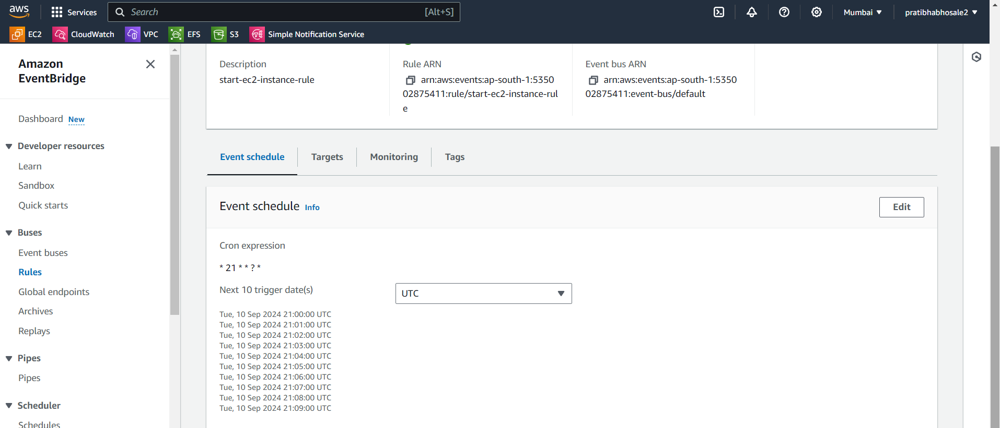 aws
Services
Search
[Alt+S]
Mumbai
pratibhabhosale2
EC2
CloudWatch
VPC
EFS
S3
Simple Notification Service
Amazon
EventBridge
Dashboard New
Developer resources
Learn
Sandbox
Quick starts
Buses
Event buses
Rules
Global endpoints
Archives
Replays
Pipes
Pipes
Scheduler
Schedules
Description
start-ec2-instance-rule
Rule ARN
arn:aws:events:ap-south-1:5350
02875411:rule/start-ec2-instance-rul
e
Event bus ARN
arn:aws:events:ap-south-1:5350
02875411:event-bus/default
Event schedule
Targets
Monitoring
Tags
Event schedule Info
Edit
Cron expression
* 21 * * ? *
Next 10 trigger date(s)
UTC
Tue, 10 Sep 2024 21:00:00 UTC
Tue, 10 Sep 2024 21:01:00 UTC
Tue, 10 Sep 2024 21:02:00 UTC
Tue, 10 Sep 2024 21:03:00 UTC
Tue, 10 Sep 2024 21:04:00 UTC
Tue, 10 Sep 2024 21:05:00 UTC
Tue, 10 Sep 2024 21:06:00 UTC
Tue, 10 Sep 2024 21:07:00 UTC
Tue, 10 Sep 2024 21:08:00 UTC
Tue, 10 Sep 2024 21:09:00 UTC